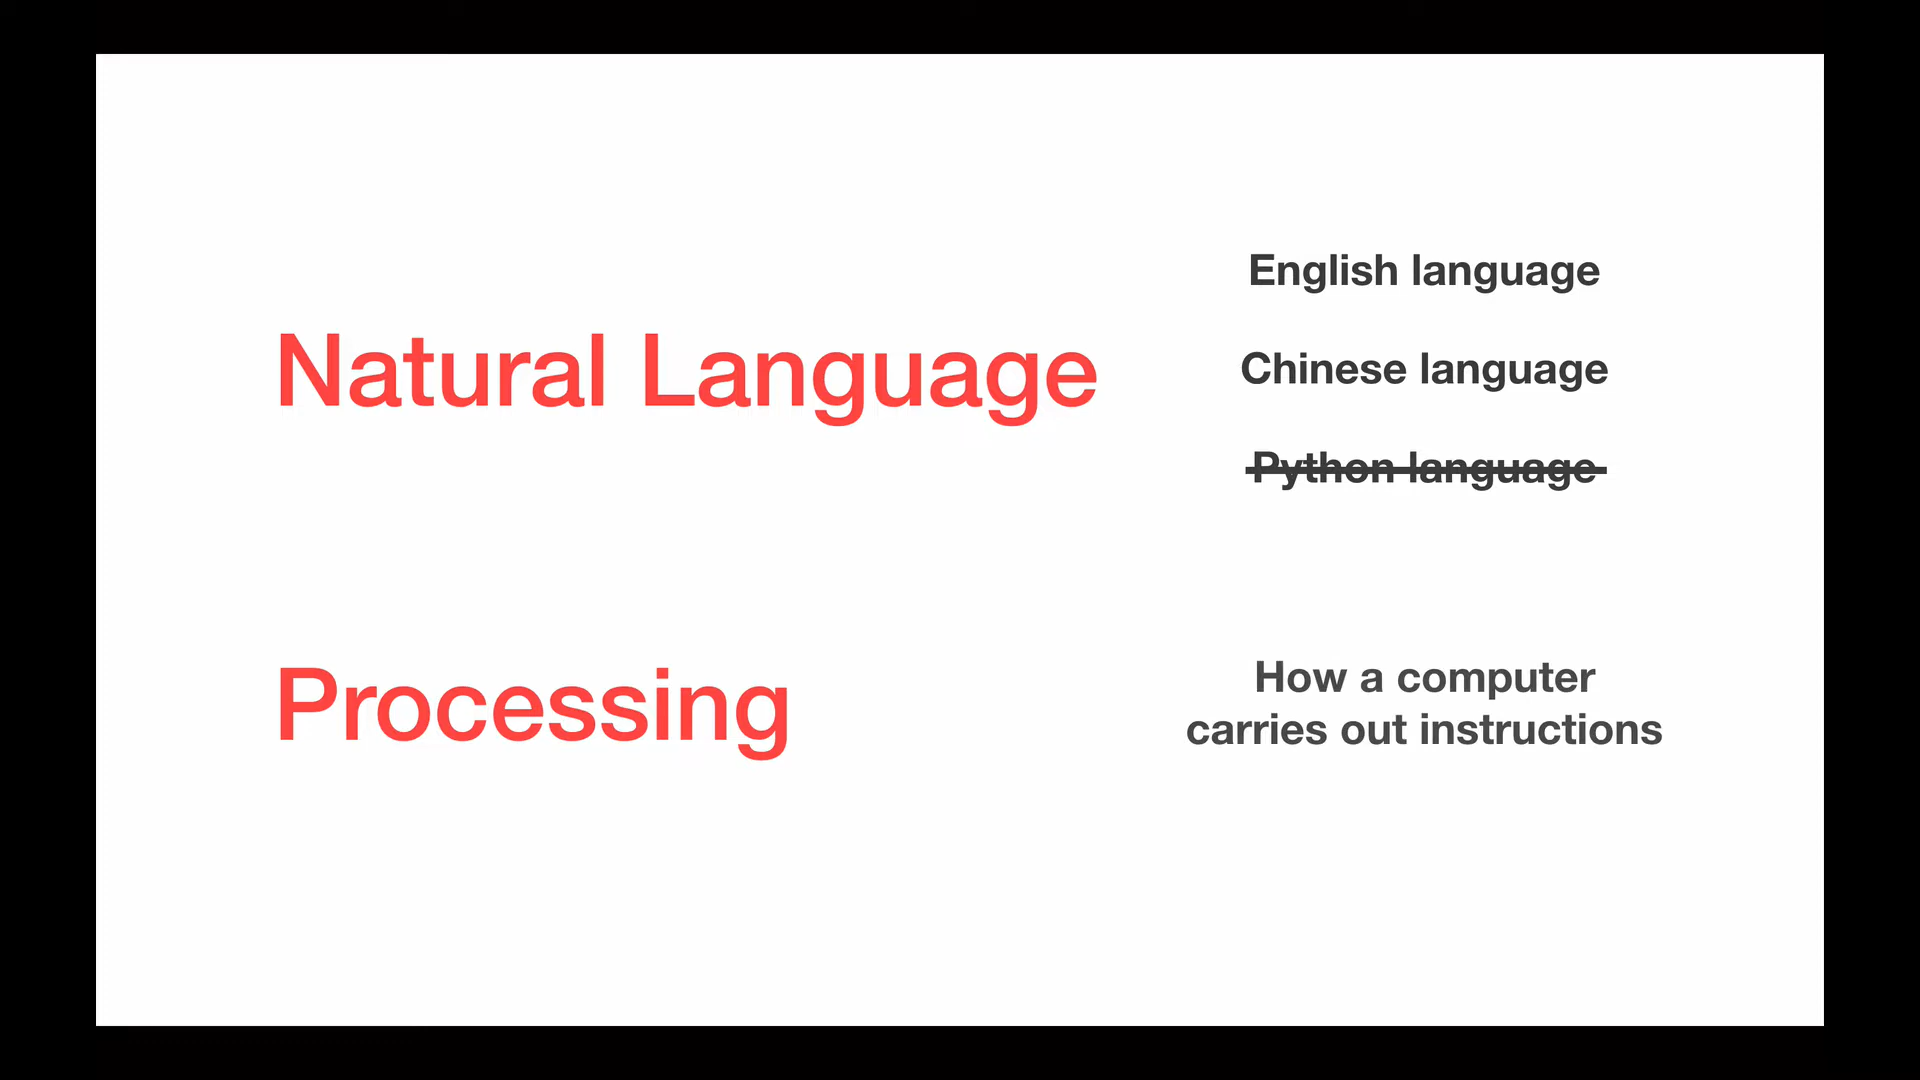 Natural Language
English language
Chinese language
Python language
Processing
How a computer
carries out instructions